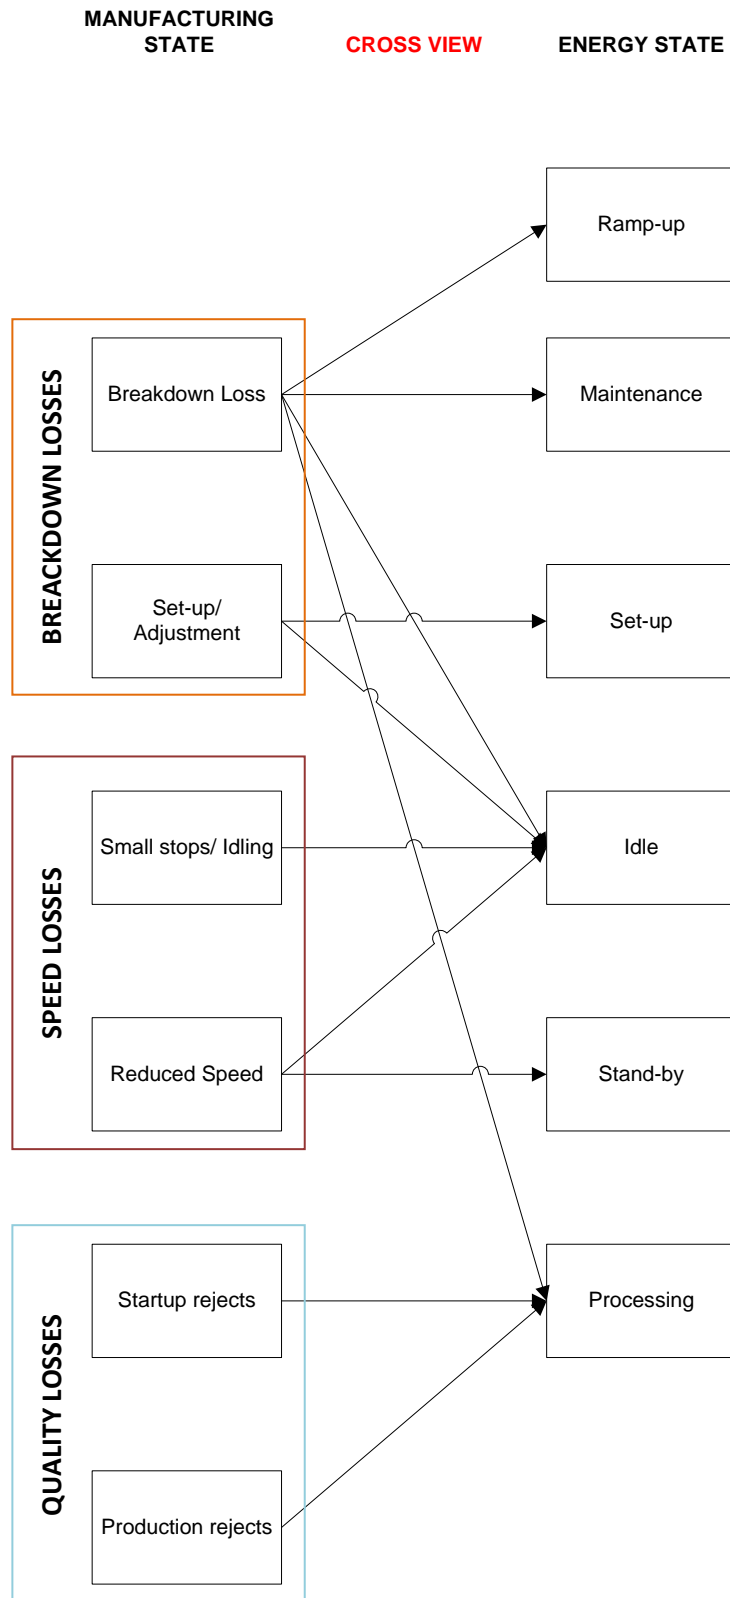 MANUFACTURING
STATE
CROSS VIEW
ENERGY STATE
Ramp-up
BREACKDOWN LOSSES
Breakdown Loss
Maintenance
Set-up/
Adjustment
Set-up
SPEED LOSSES
Small stops/ Idling
Idle
Reduced Speed
Stand-by
QUALITY LOSSES
Startup rejects
Processing
Production rejects